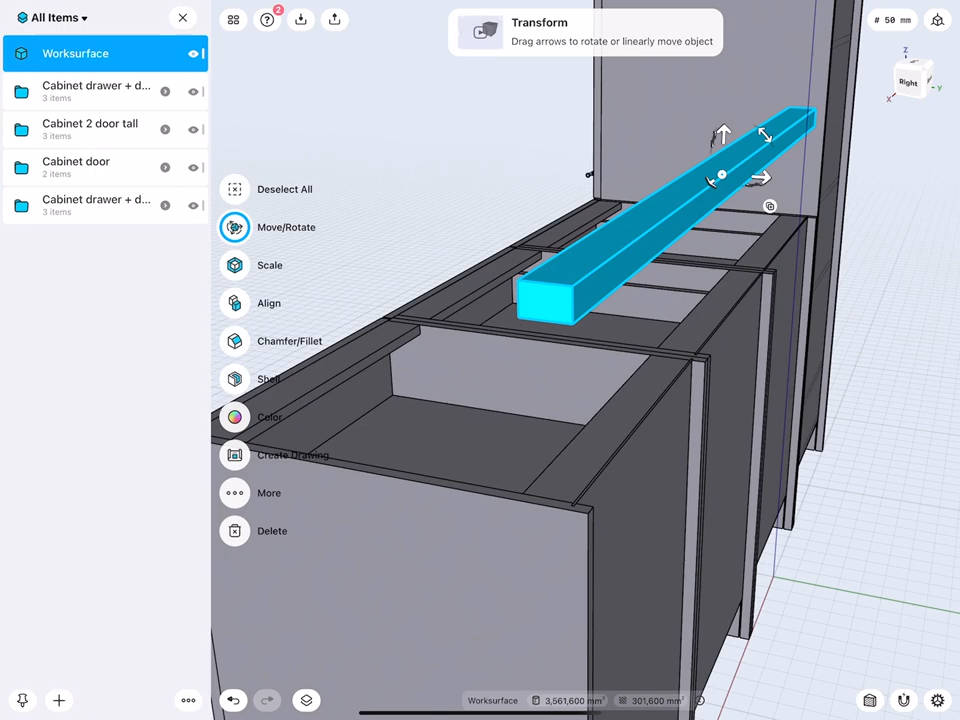 All Items
Worksurface
Cabinet drawer + d...
3 items
Cabinet 2 door tall
3 items
Cabinet door
2 items
Cabinet drawer + d...
3 items
2
Transform
Drag arrows to rotate or linearly move object
# 50 mm
Z
Right
X
Y
Deselect All
Move/Rotate
Scale
Align
Chamfer/Fillet
Shell
Color
Create Drawing
More
Delete
Worksurface 3,561,600 mm³ 301,600 mm²